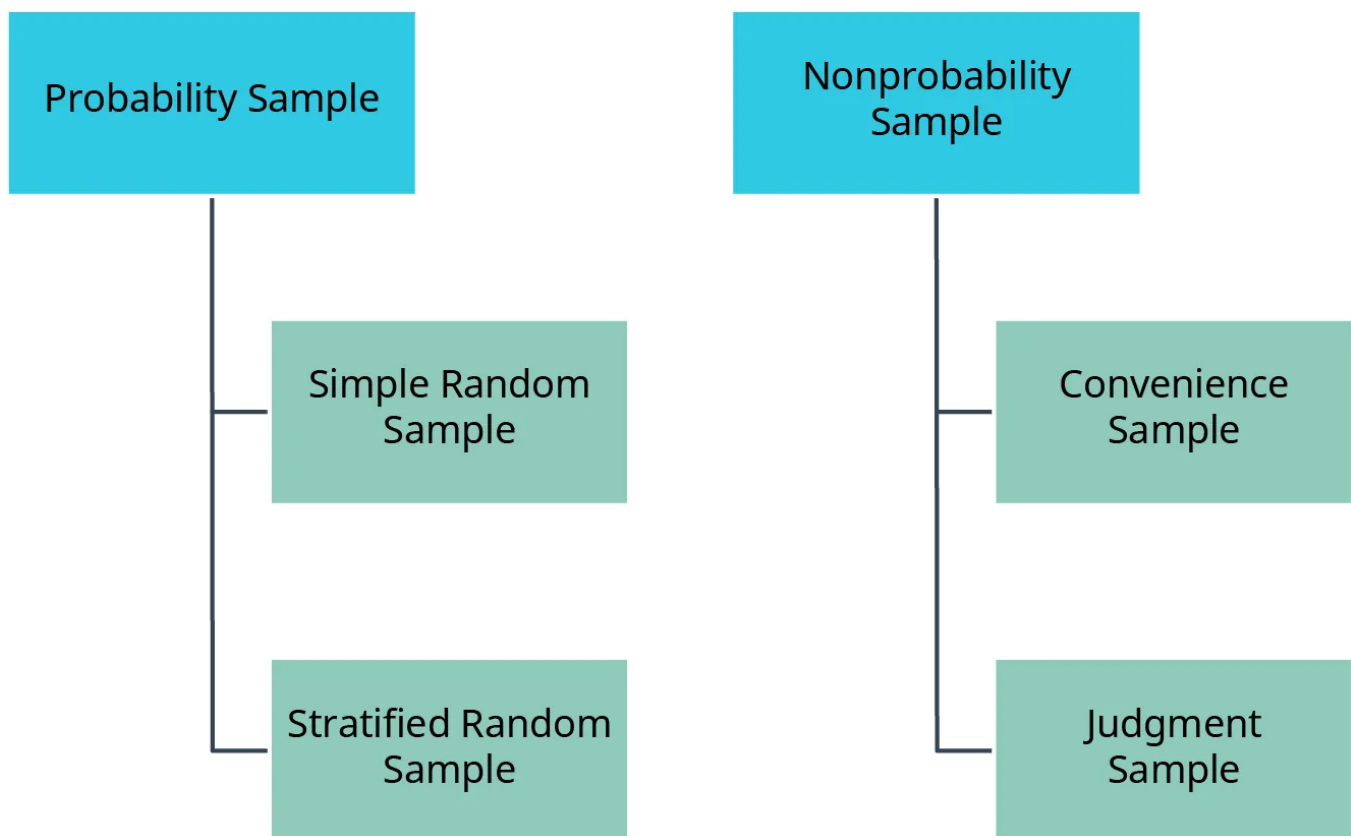 Probability Sample
Simple Random
Sample
Stratified Random
Sample
Nonprobability
Sample
Convenience
Sample
Judgment
Sample